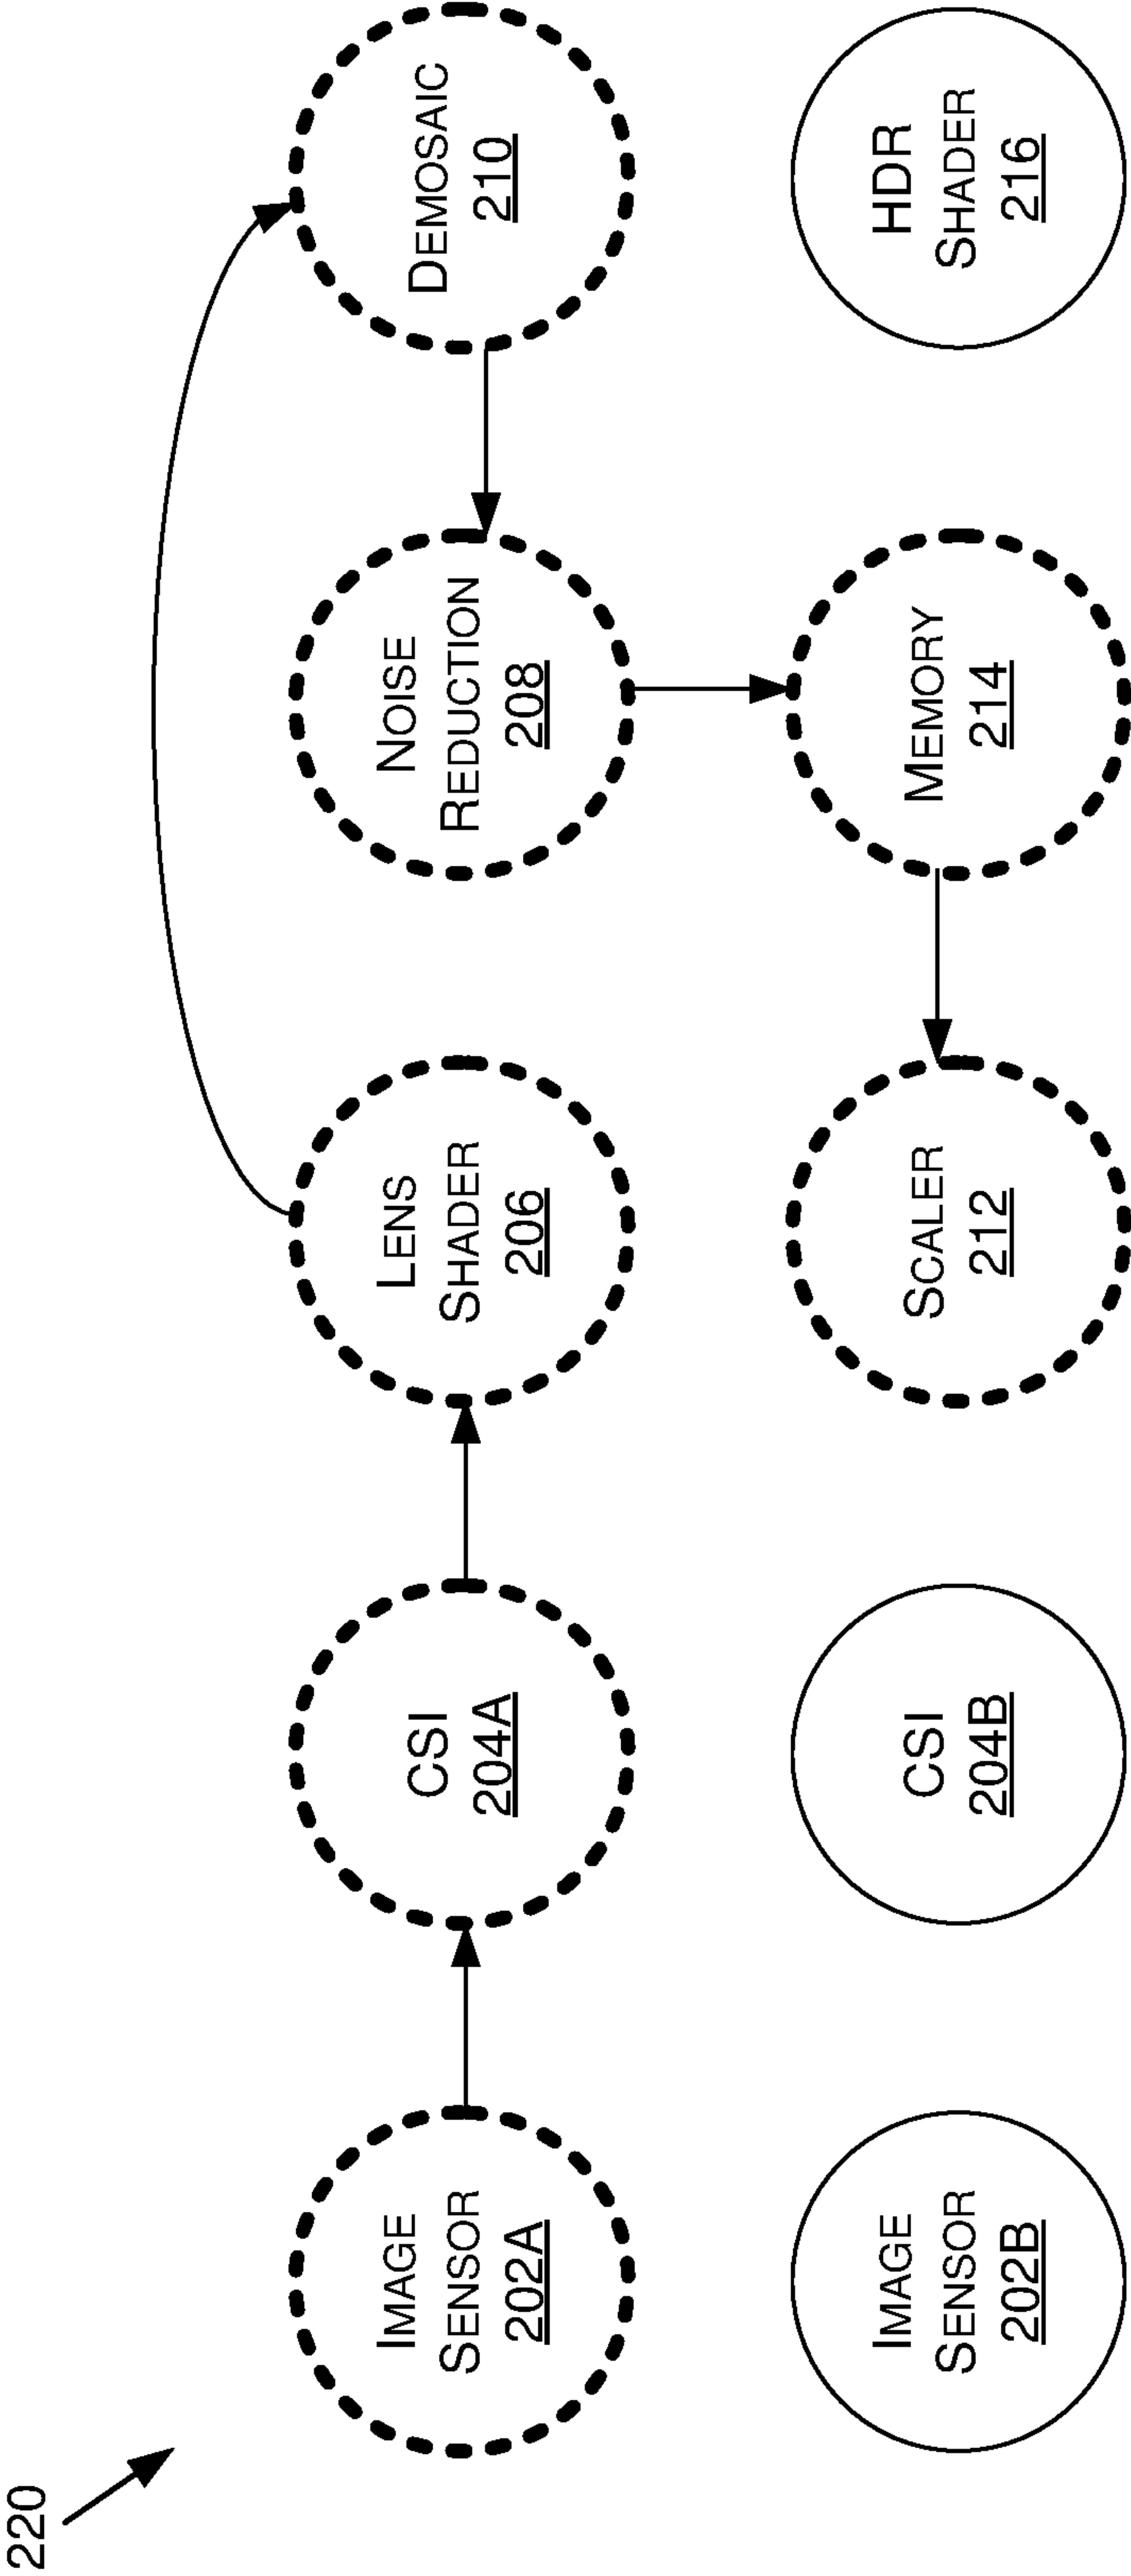 220
IMAGE
SENSOR
202A
CSI
204A
LENS
SHADER
206
NOISE
REDUCTION
208
DEMOSAIC
210
IMAGE
SENSOR
202B
CSI
204B
SCALER
212
MEMORY
214
HDR
SHADER
216